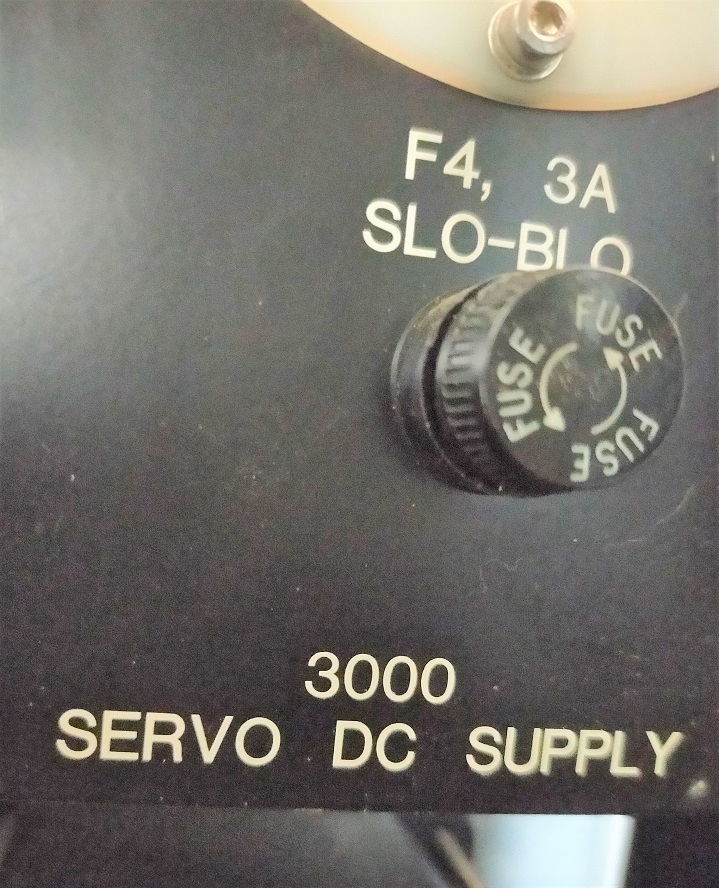 F4, 3A
SLO-BLO
FUSE
FUSE
FUSE
3000
SERVO DC SUPPLY